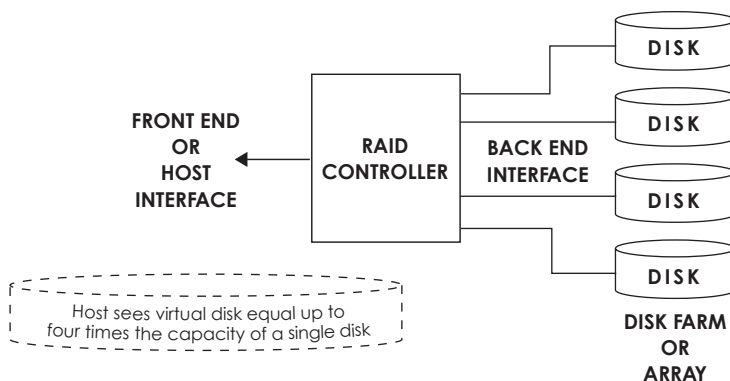 FRONT END
OR
HOST
INTERFACE
RAID
CONTROLLER
BACK END
INTERFACE
DISK
DISK
DISK
DISK
DISK FARM
OR
ARRAY
Host sees virtual disk equal up to
four times the capacity of a single disk